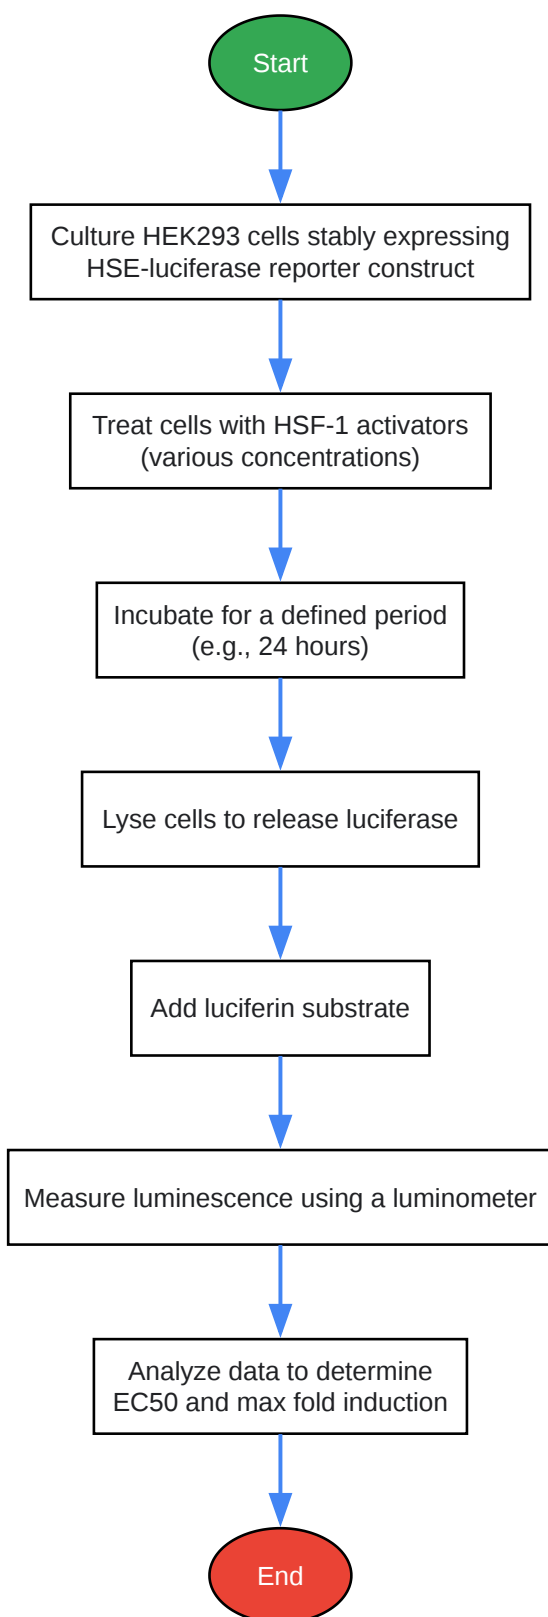 Start
Culture HEK293 cells stably expressing
HSE-luciferase reporter construct
Treat cells with HSF-1 activators
(various concentrations)
Incubate for a defined period
(e.g., 24 hours)
Lyse cells to release luciferase
Add luciferin substrate
Measure luminescence using a luminometer
Analyze data to determine
EC50 and max fold induction
End